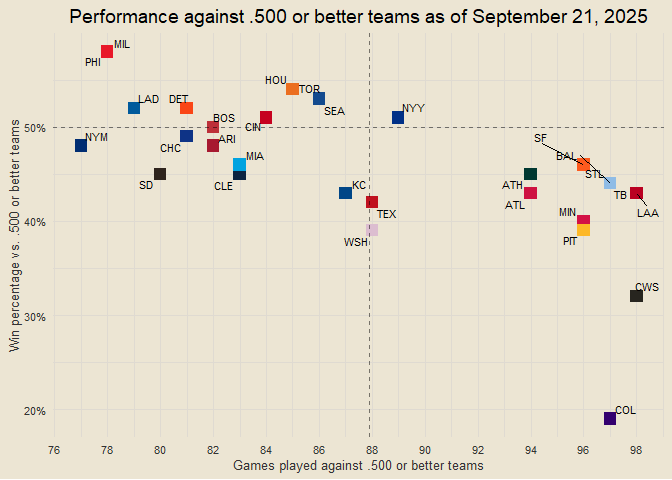 Performance against .500 or better teams as of September 21, 2025
MIL
PHI
HOU
TOR
LAD
DET
SEA
NYY
BOS
CIN
50%
NYM
ARI
SF
CHC
MIA
BAL
STL
SD
CLE
KC
ATH
TB
ATL
TEX
MIN
LAA
40%
WSH
PIT
CWS
30%
COL
20%
Win percentage vs. .500 or better teams
76 78 80 82 84 86 88 90 92 94 96 98
Games played against .500 or better teams